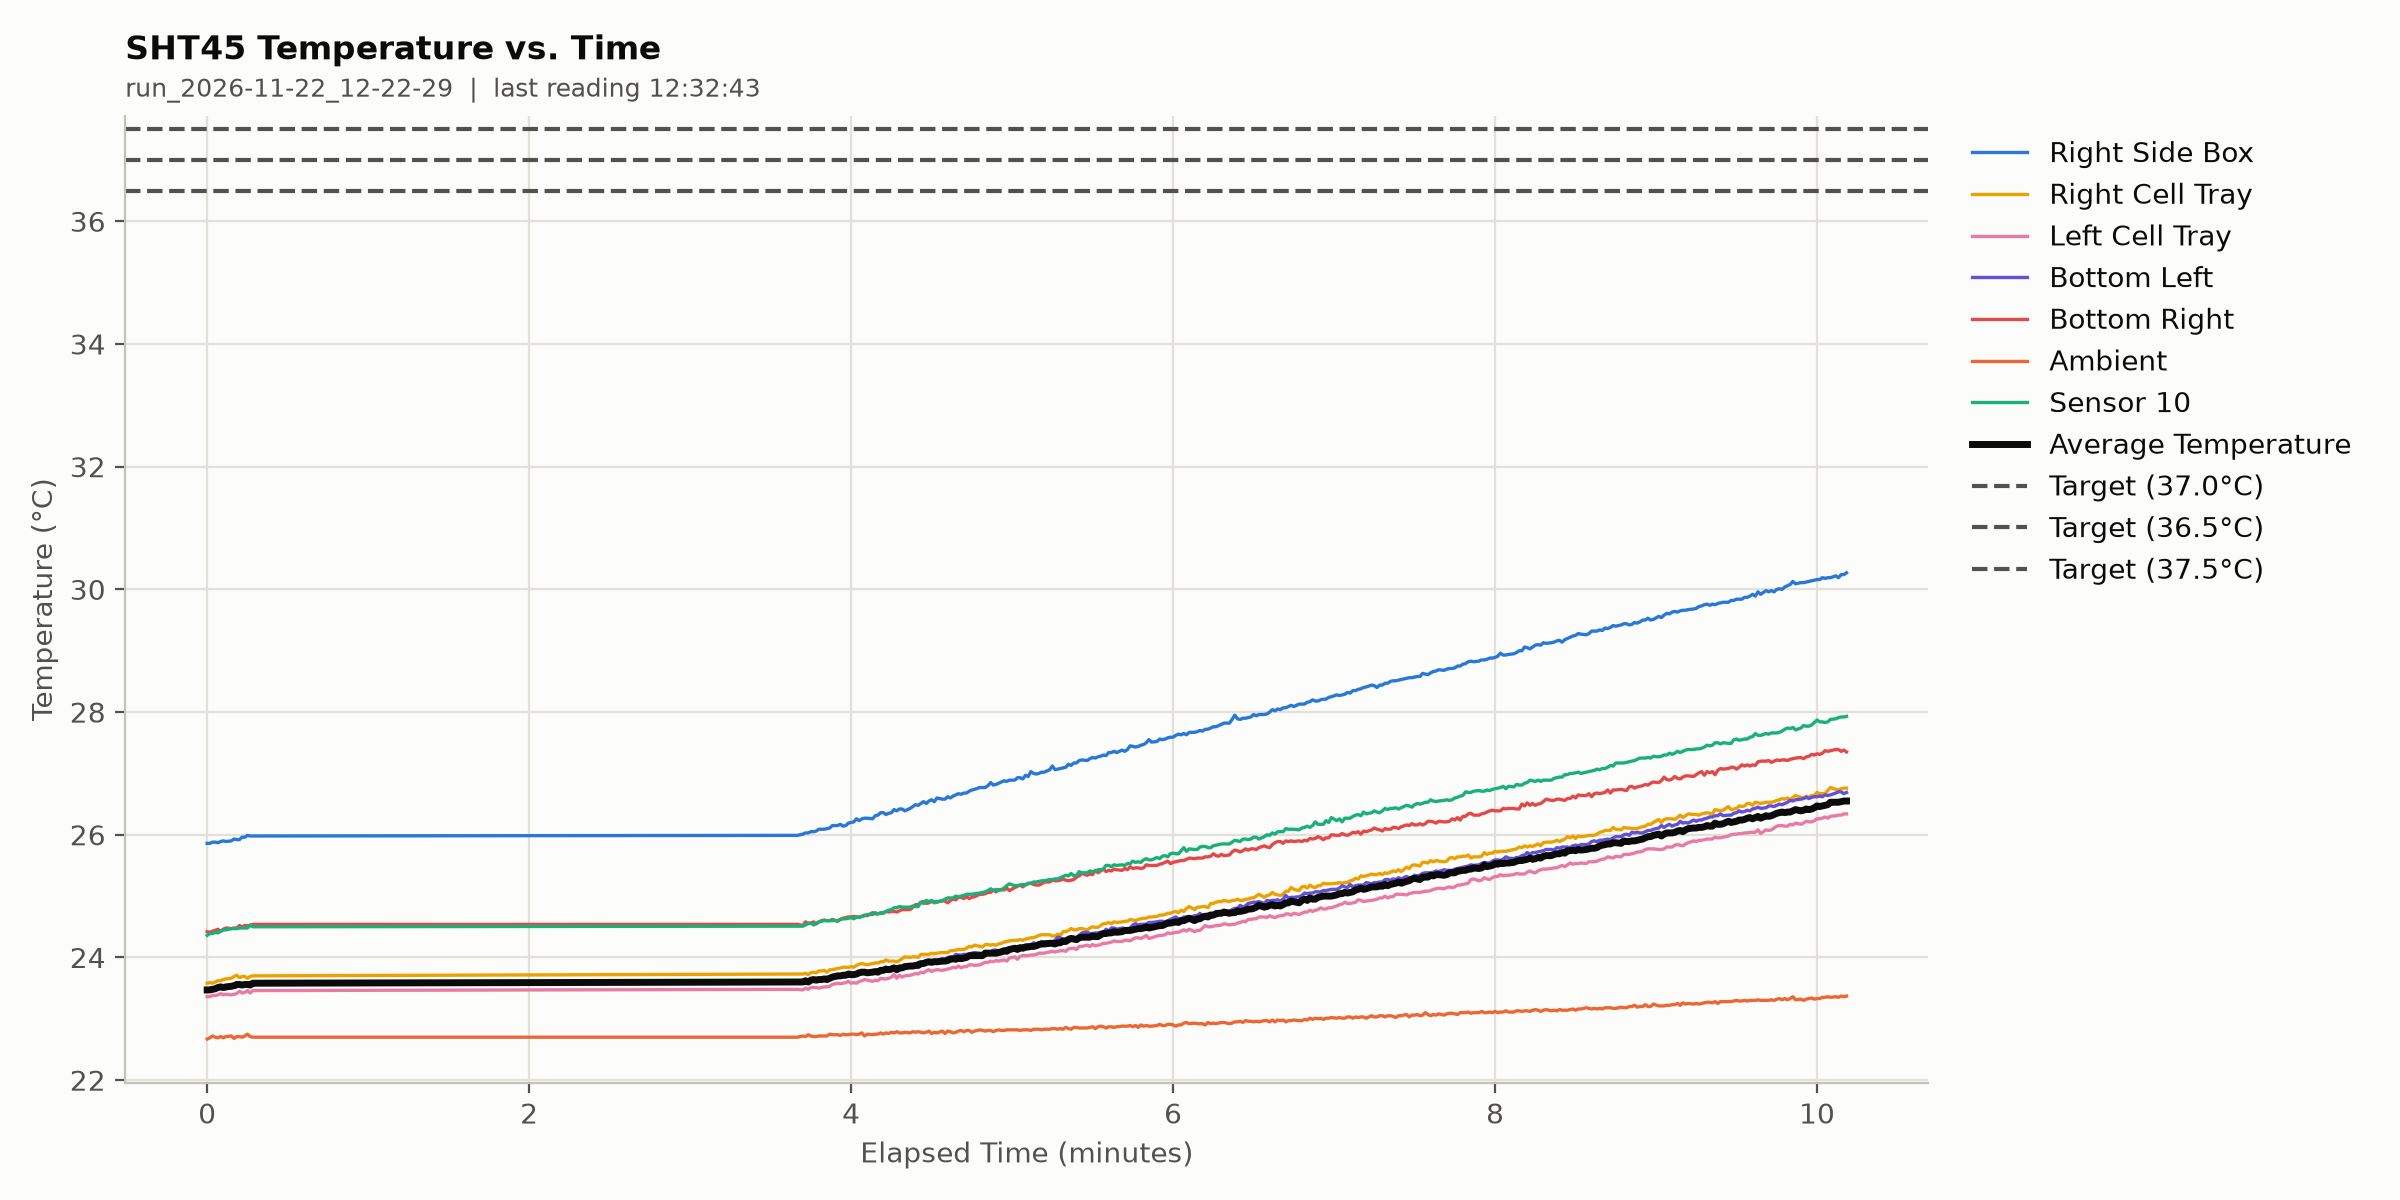 SHT45 Temperature vs. Time
run_2026-11-22_12-22-29 | last reading 12:32:43
Temperature (°C)
36
34
32
30
28
26
24
22
0 2 4 6 8 10
Elapsed Time (minutes)
Right Side Box
Right Cell Tray
Left Cell Tray
Bottom Left
Bottom Right
Ambient
Sensor 10
Average Temperature
Target (37.0°C)
Target (36.5°C)
Target (37.5°C)